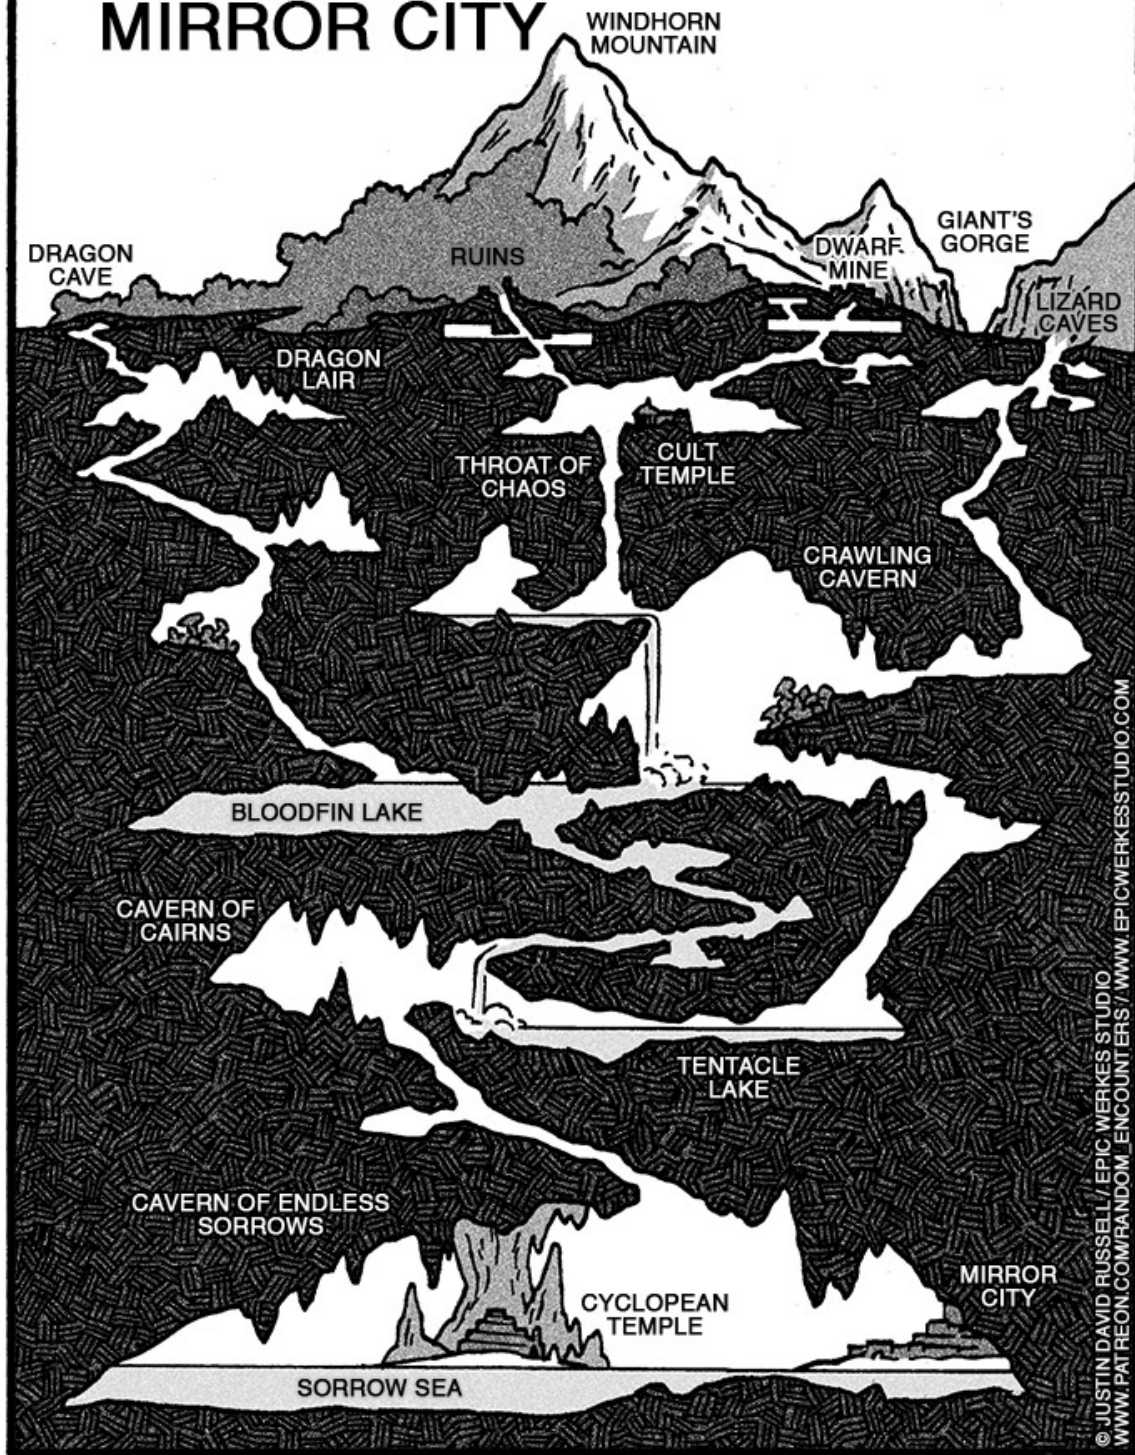 MIRROR CITY
WINDHORN
MOUNTAIN
DRAGON
CAVE
RUINS
DWARF
MINE
GIANT'S
GORGE
LIZARD
CAVES
DRAGON
LAIR
THROAT OF
CHAOS
CULT
TEMPLE
CRAWLING
CAVERN
BLOODFIN LAKE
CAVERN OF
CAIRNS
TENTACLE
LAKE
CAVERN OF ENDLESS
SORROWS
CYCLOPEAN
TEMPLE
MIRROR
CITY
SORROW SEA
© JUSTIN DAVID RUSSELL / EPIC WERKES STUDIO
WWW.PATREON.COM/RANDOM_ENCOUNTERS / WWW.EPICWERKESSTUDIO.COM